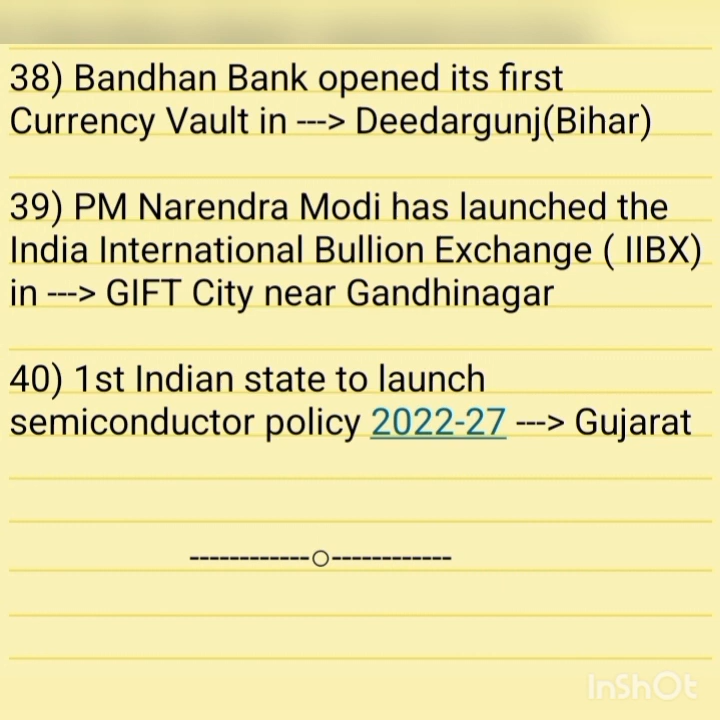 38) Bandhan Bank opened its first
Currency Vault in ---> Deedargunj(Bihar)
39) PM Narendra Modi has launched the
India International Bullion Exchange ( IIBX)
in ---> GIFT City near Gandhinagar
40) 1st Indian state to launch
semiconductor policy 2022-27 ---> Gujarat
------------○------------
InShOt